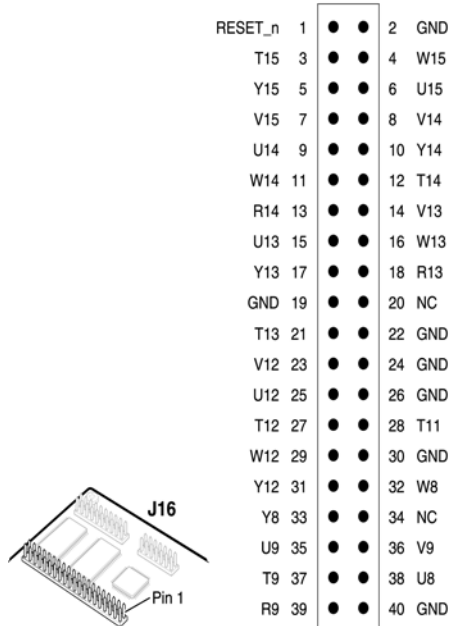 RESET_n 1 2 GND
T15 3 4 W15
Y15 5 6 U15
V15 7 8 V14
U14 9 10 Y14
W14 11 12 T14
R14 13 14 V13
U13 15 16 W13
Y13 17 18 R13
GND 19 20 NC
T13 21 22 GND
V12 23 24 GND
U12 25 26 GND
T12 27 28 T11
W12 29 30 GND
Y12 31 32 W8
Y8 33 34 NC
U9 35 36 V9
T9 37 38 U8
R9 39 40 GND
J16
Pin 1